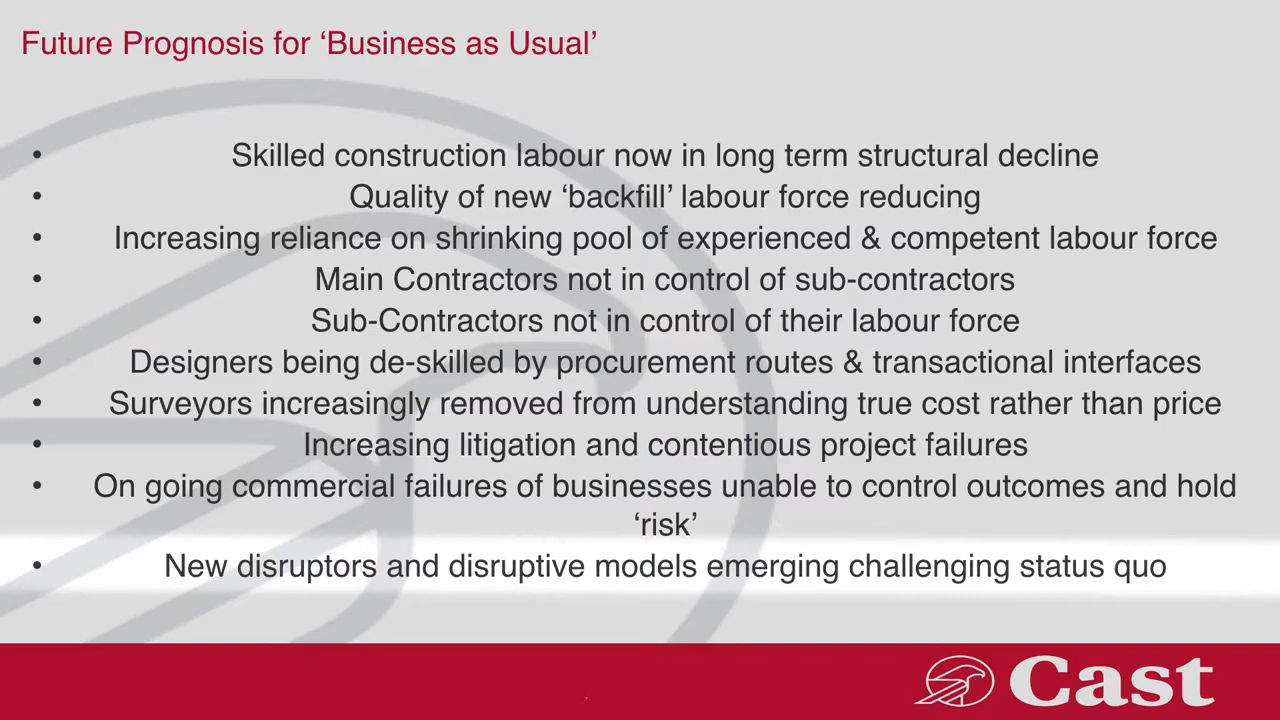 Future Prognosis for ‘Business as Usual’
• Skilled construction labour now in long term structural decline
• Quality of new ‘backfill’ labour force reducing
• Increasing reliance on shrinking pool of experienced & competent labour force
• Main Contractors not in control of sub-contractors
• Sub-Contractors not in control of their labour force
• Designers being de-skilled by procurement routes & transactional interfaces
• Surveyors increasingly removed from understanding true cost rather than price
• Increasing litigation and contentious project failures
• On going commercial failures of businesses unable to control outcomes and hold
‘risk’
• New disruptors and disruptive models emerging challenging status quo
Cast